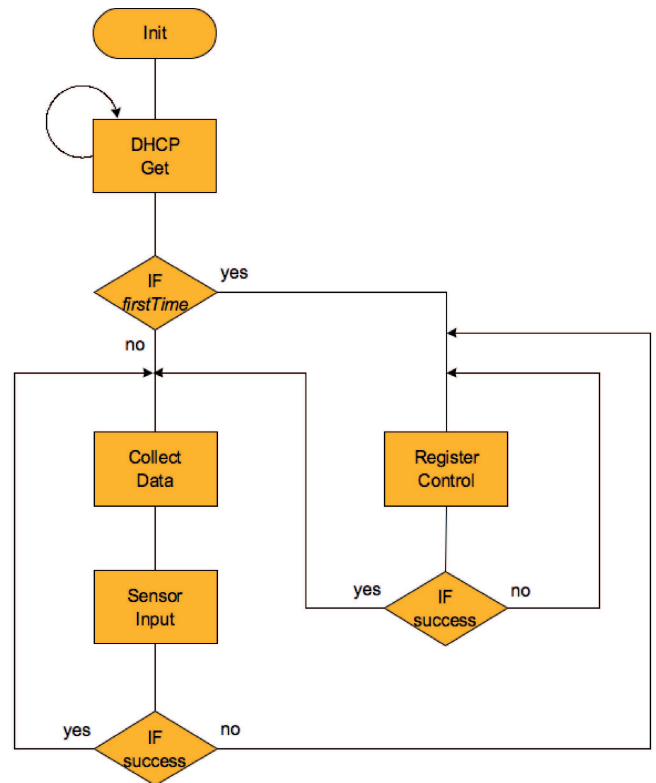 Init
DHCP
Get
IF
firstTime
yes
no
Collect
Data
Register
Control
Sensor
Input
yes
IF
success
no
yes
IF
success
no